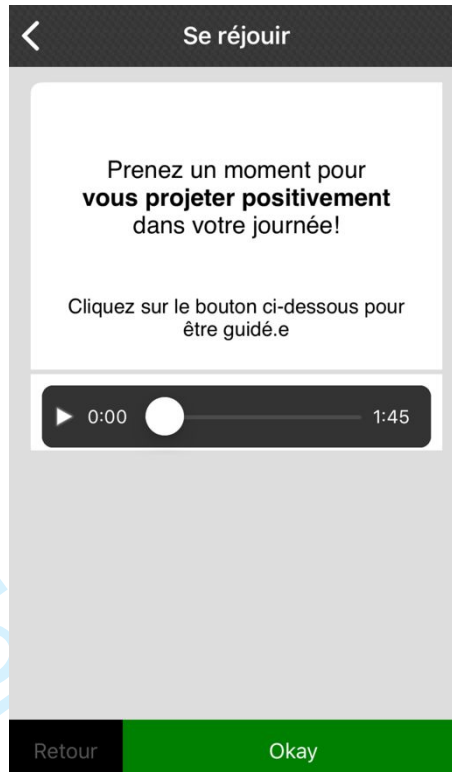 Se réjouir
Prenez un moment pour
vous projeter positivement
dans votre journée!
Cliquez sur le bouton ci-dessous pour
être guidé.e
0:00 1:45
Retour Okay